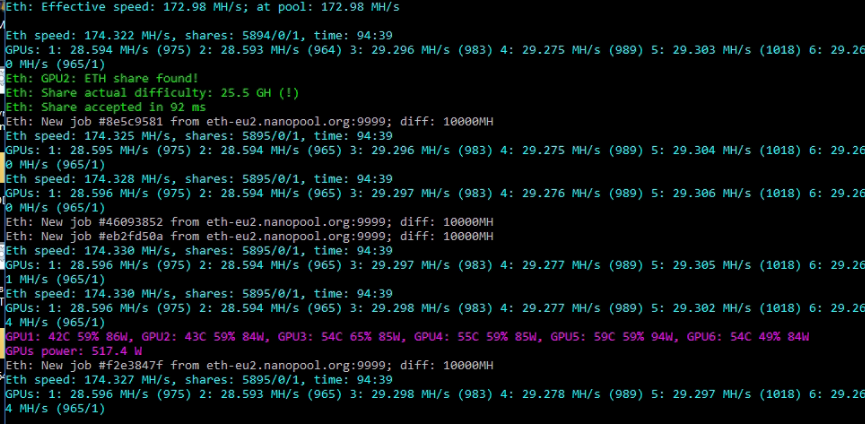 Eth: Effective speed: 172.98 MH/s; at pool: 172.98 MH/s
Eth speed: 174.322 MH/s, shares: 5894/0/1, time: 94:39
GPUs: 1: 28.594 MH/s (975) 2: 28.593 MH/s (964) 3: 29.296 MH/s (983) 4: 29.275 MH/s (989) 5: 29.303 MH/s (1018) 6: 29.26
0 MH/s (965/1)
Eth: GPU2: ETH share found!
Eth: Share actual difficulty: 25.5 GH (!)
Eth: Share accepted in 92 ms
Eth: New job #8e5c9581 from eth-eu2.nanopool.org:9999; diff: 10000MH
Eth speed: 174.325 MH/s, shares: 5895/0/1, time: 94:39
GPUs: 1: 28.595 MH/s (975) 2: 28.594 MH/s (965) 3: 29.296 MH/s (983) 4: 29.275 MH/s (989) 5: 29.304 MH/s (1018) 6: 29.26
0 MH/s (965/1)
Eth speed: 174.328 MH/s, shares: 5895/0/1, time: 94:39
GPUs: 1: 28.596 MH/s (975) 2: 28.594 MH/s (965) 3: 29.297 MH/s (983) 4: 29.276 MH/s (989) 5: 29.306 MH/s (1018) 6: 29.26
0 MH/s (965/1)
Eth: New job #46093852 from eth-eu2.nanopool.org:9999; diff: 10000MH
Eth: New job #eb2fd50a from eth-eu2.nanopool.org:9999; diff: 10000MH
Eth speed: 174.330 MH/s, shares: 5895/0/1, time: 94:39
GPUs: 1: 28.596 MH/s (975) 2: 28.594 MH/s (965) 3: 29.297 MH/s (983) 4: 29.277 MH/s (989) 5: 29.305 MH/s (1018) 6: 29.26
1 MH/s (965/1)
Eth speed: 174.330 MH/s, shares: 5895/0/1, time: 94:39
GPUs: 1: 28.596 MH/s (975) 2: 28.594 MH/s (965) 3: 29.298 MH/s (983) 4: 29.277 MH/s (989) 5: 29.302 MH/s (1018) 6: 29.26
4 MH/s (965/1)
GPU1: 42C 59% 86W, GPU2: 43C 59% 84W, GPU3: 54C 65% 85W, GPU4: 55C 59% 85W, GPU5: 59C 59% 94W, GPU6: 54C 49% 84W
GPUs power: 517.4 W
Eth: New job #f2e3847f from eth-eu2.nanopool.org:9999; diff: 10000MH
Eth speed: 174.327 MH/s, shares: 5895/0/1, time: 94:39
GPUs: 1: 28.596 MH/s (975) 2: 28.593 MH/s (965) 3: 29.298 MH/s (983) 4: 29.278 MH/s (989) 5: 29.297 MH/s (1018) 6: 29.26
4 MH/s (965/1)